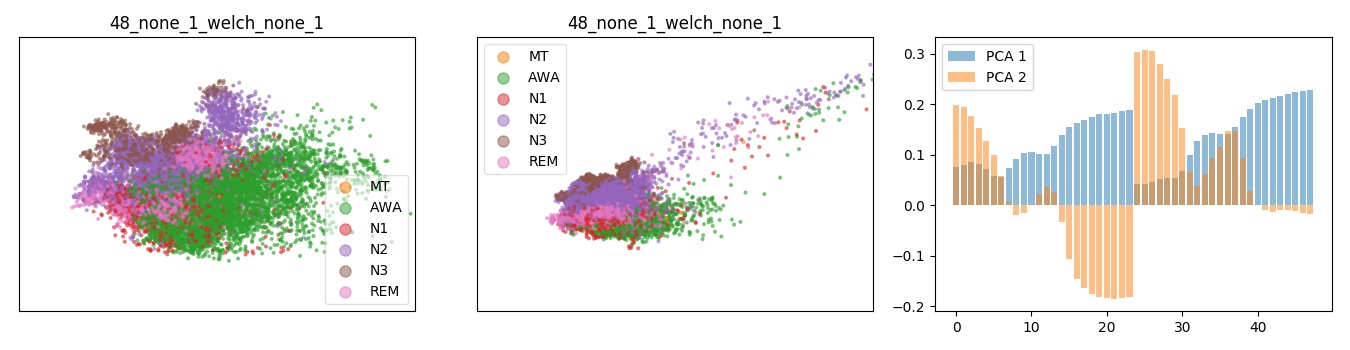 48_none_1_welch_none_1
MT
AWA
N1
N2
N3
REM
48_none_1_welch_none_1
MT
AWA
N1
N2
N3
REM
PCA 1
PCA 2
0.3
0.2
0.1
0.0
−0.1
−0.2
0 10 20 30 40